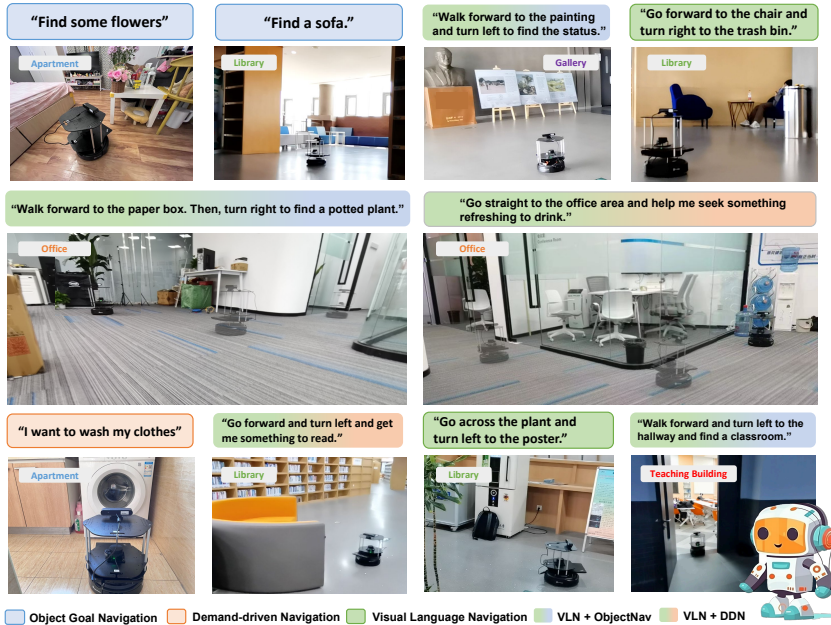 “Find some flowers”
“Find a sofa.”
“Walk forward to the painting
and turn left to find the status.”
“Go forward to the chair and
turn right to the trash bin.”
Apartment
Library
Gallery
Library
“Walk forward to the paper box. Then, turn right to find a potted plant.”
“Go straight to the office area and help me seek something
refreshing to drink.”
Office
Office
“I want to wash my clothes”
“Go forward and turn left and get
me something to read.”
“Go across the plant and
turn left to the poster.”
“Walk forward and turn left to the
hallway and find a classroom.”
Apartment
Library
Library
Teaching Building
Object Goal Navigation
Demand-driven Navigation
Visual Language Navigation
VLN + ObjectNav
VLN + DDN